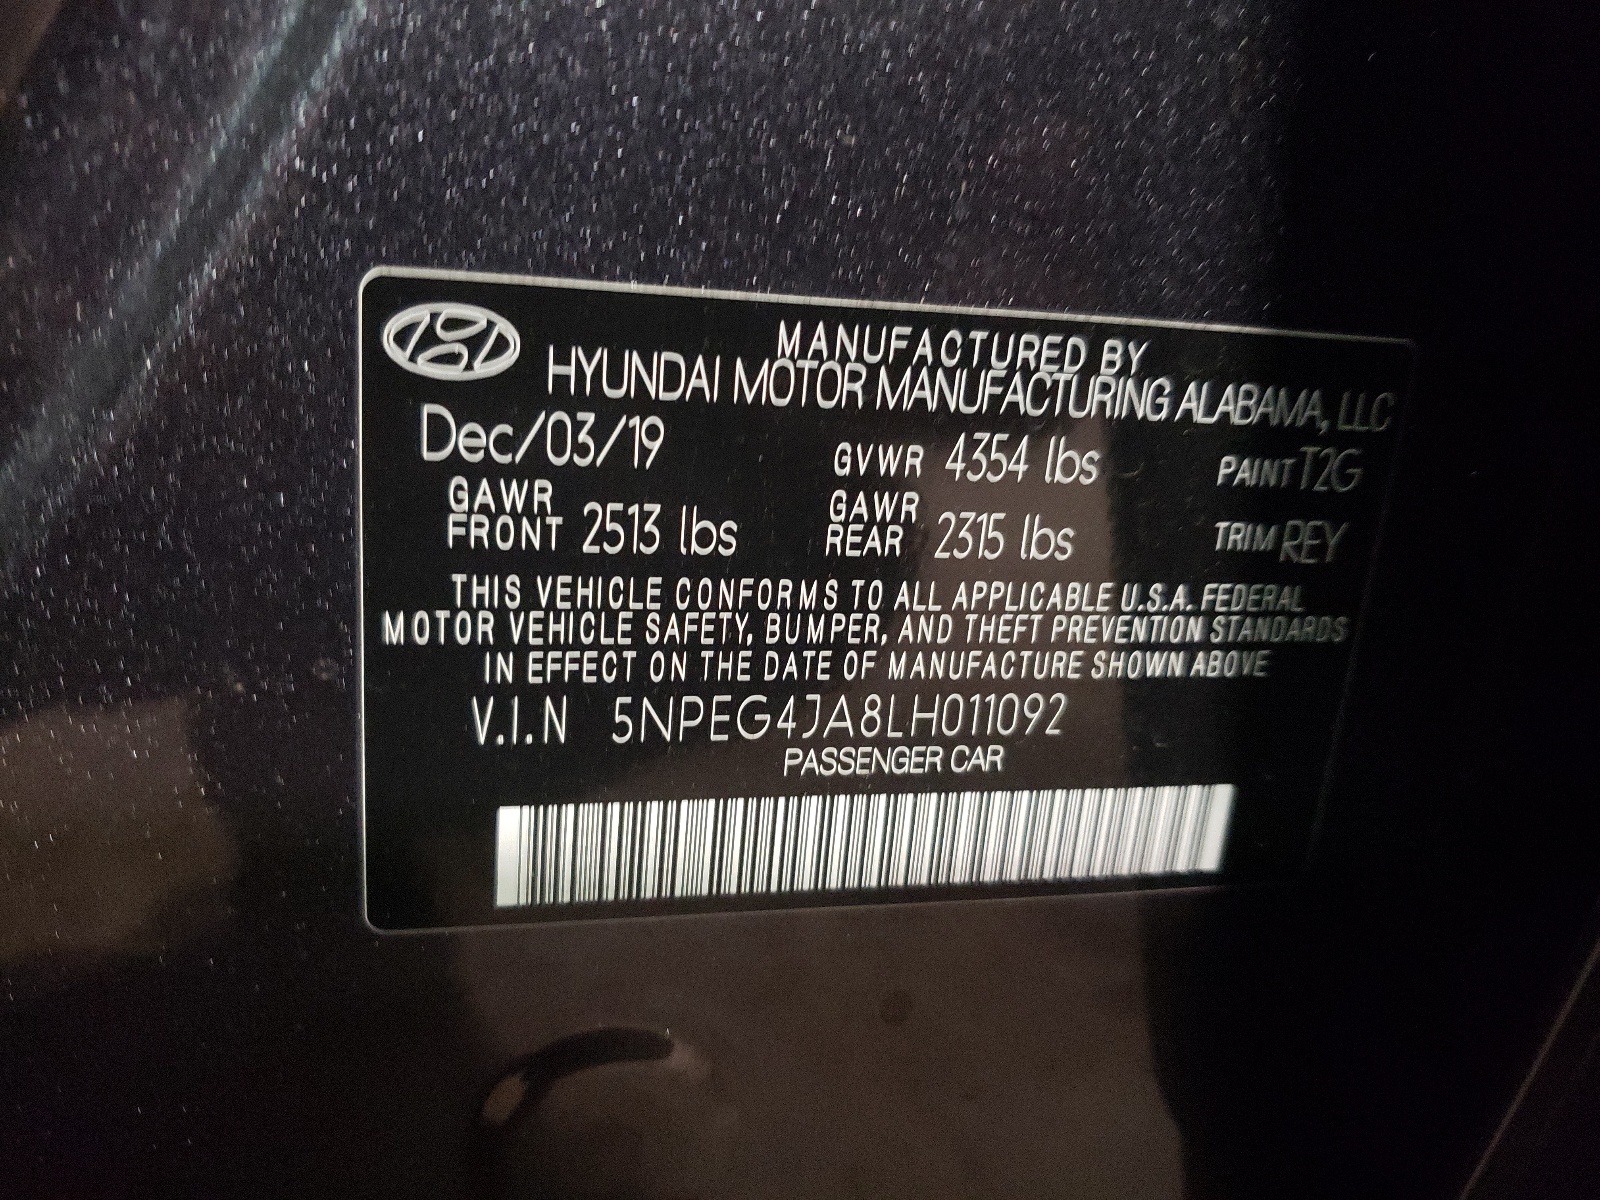 MANUFACTURED BY
HYUNDAI MOTOR MANUFACTURING ALABAMA, LLC
Dec/03/19 GVWR 4354 lbs PAINT T2G
GAWR FRONT 2513 lbs GAWR REAR 2315 lbs TRIM REY
THIS VEHICLE CONFORMS TO ALL APPLICABLE U.S.A. FEDERAL
MOTOR VEHICLE SAFETY, BUMPER, AND THEFT PREVENTION STANDARDS
IN EFFECT ON THE DATE OF MANUFACTURE SHOWN ABOVE
V.I.N 5NPEG4JA8LH011092
PASSENGER CAR